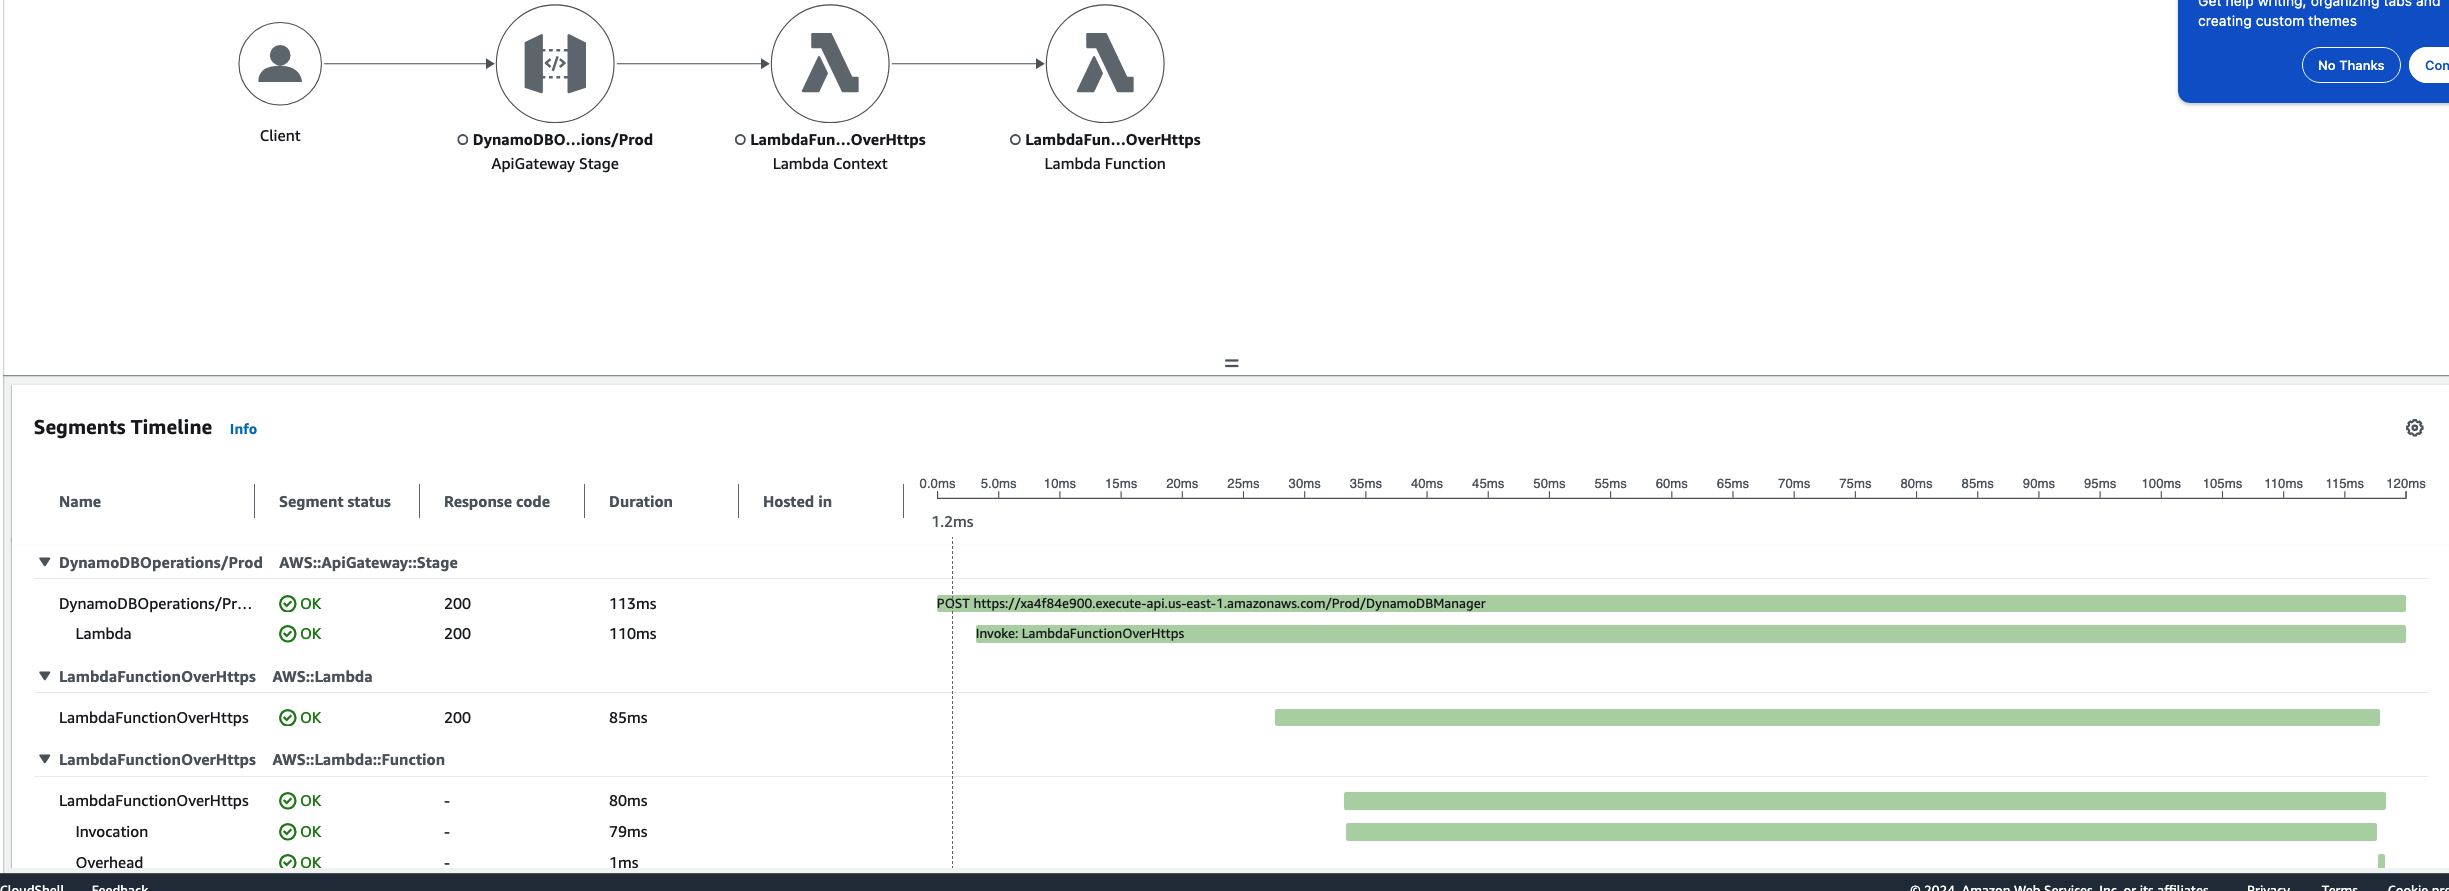 Get help writing, organizing tabs and
creating custom themes
No Thanks
Con
Client
DynamoDBO...ions/Prod
ApiGateway Stage
LambdaFun...OverHttps
Lambda Context
LambdaFun...OverHttps
Lambda Function
Segments Timeline Info
Name Segment status Response code Duration Hosted in
0.0ms 5.0ms 10ms 15ms 20ms 25ms 30ms 35ms 40ms 45ms 50ms 55ms 60ms 65ms 70ms 75ms 80ms 85ms 90ms 95ms 100ms 105ms 110ms 115ms 120ms
1.2ms
DynamoDBOperations/Prod AWS::ApiGateway::Stage
DynamoDBOperations/Pr... OK 200 113ms POST https://xa4f84e900.execute-api.us-east-1.amazonaws.com/Prod/DynamoDBManager
Lambda OK 200 110ms Invoke: LambdaFunctionOverHttps
LambdaFunctionOverHttps AWS::Lambda
LambdaFunctionOverHttps OK 200 85ms
LambdaFunctionOverHttps AWS::Lambda::Function
LambdaFunctionOverHttps OK - 80ms
Invocation OK - 79ms
Overhead OK - 1ms
CloudShell Feedback © 2024, Amazon Web Services, Inc. or its affiliates. Privacy Terms Cookie pre